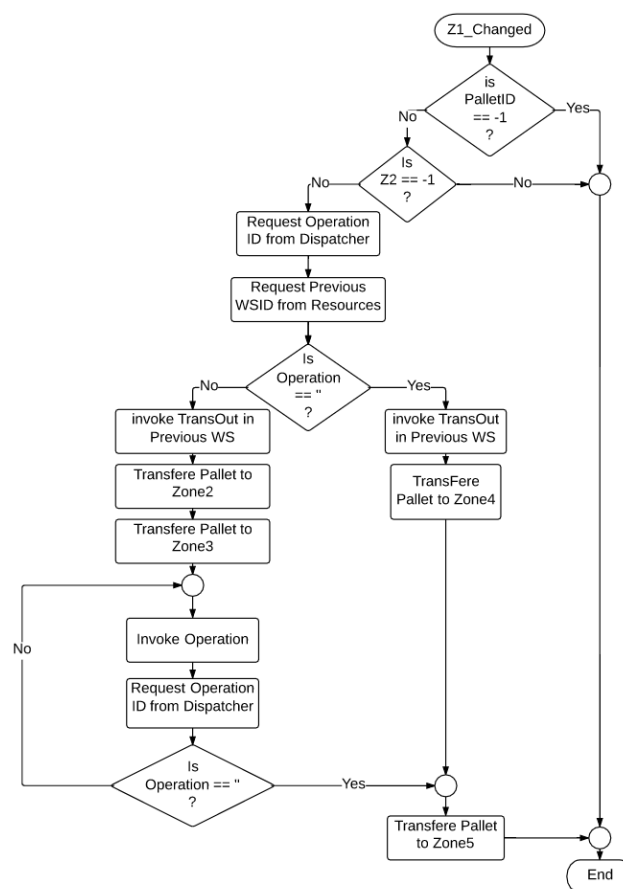 Z1_Changed
is
PalletID
== -1
?
No
Yes
Is
Z2 == -1
?
No
No
Request Operation
ID from Dispatcher
Request Previous
WSID from Resources
Is
Operation
== "
?
No
Yes
invoke TransOut in
Previous WS
invoke TransOut
in Previous WS
Transfere Pallet to
Zone2
TransFere
Pallet to Zone4
Transfere Pallet to
Zone3
No
Invoke Operation
Request Operation
ID from Dispatcher
Is
Operation == "
?
Yes
Transfere Pallet
to Zone5
End